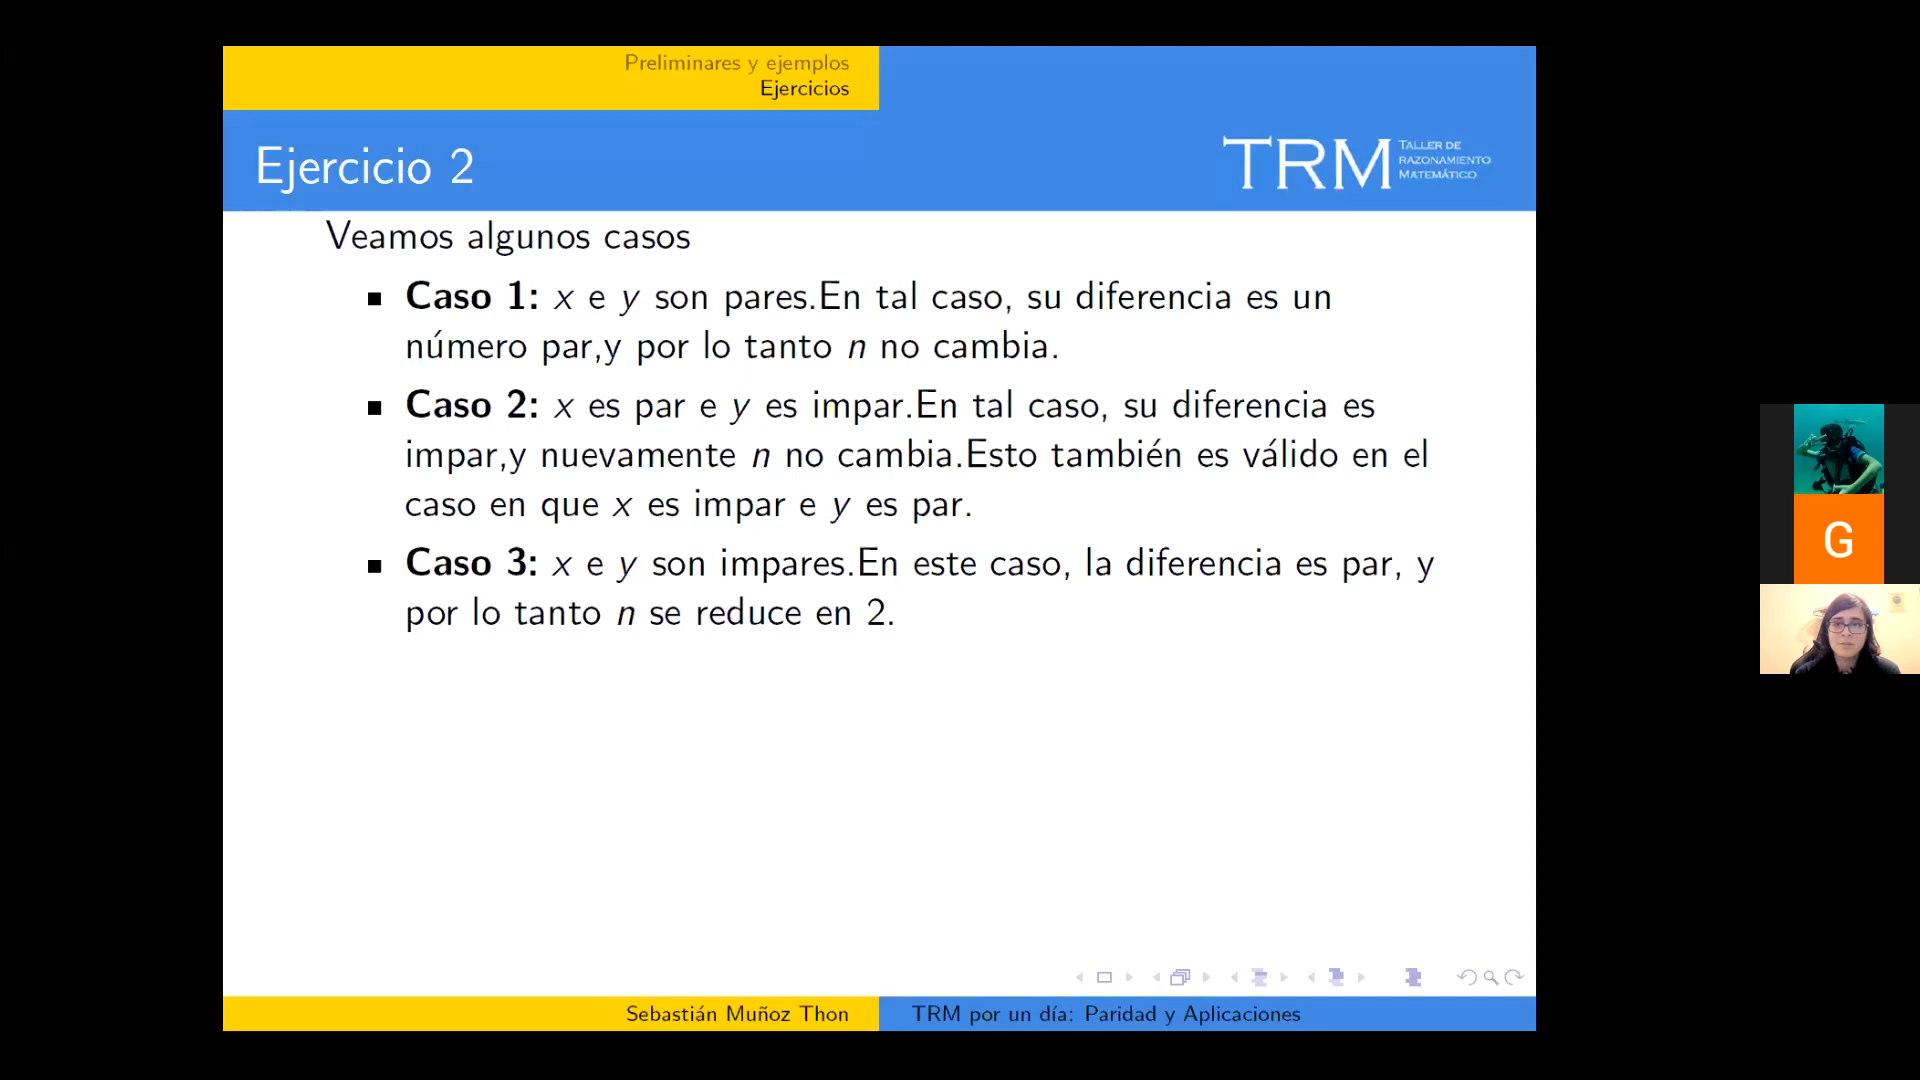 Preliminares y ejemplos
Ejercicios
Ejercicio 2
TRM
TALLER DE
RAZONAMIENTO
MATEMÁTICO
Veamos algunos casos
Caso 1: x e y son pares.En tal caso, su diferencia es un
número par,y por lo tanto n no cambia.
Caso 2: x es par e y es impar.En tal caso, su diferencia es
impar,y nuevamente n no cambia.Esto también es válido en el
caso en que x es impar e y es par.
Caso 3: x e y son impares.En este caso, la diferencia es par, y
por lo tanto n se reduce en 2.
G
Sebastián Muñoz Thon
TRM por un día: Paridad y Aplicaciones